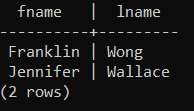 fname | lname
----------+---------
Franklin | Wong
Jennifer | Wallace
(2 rows)